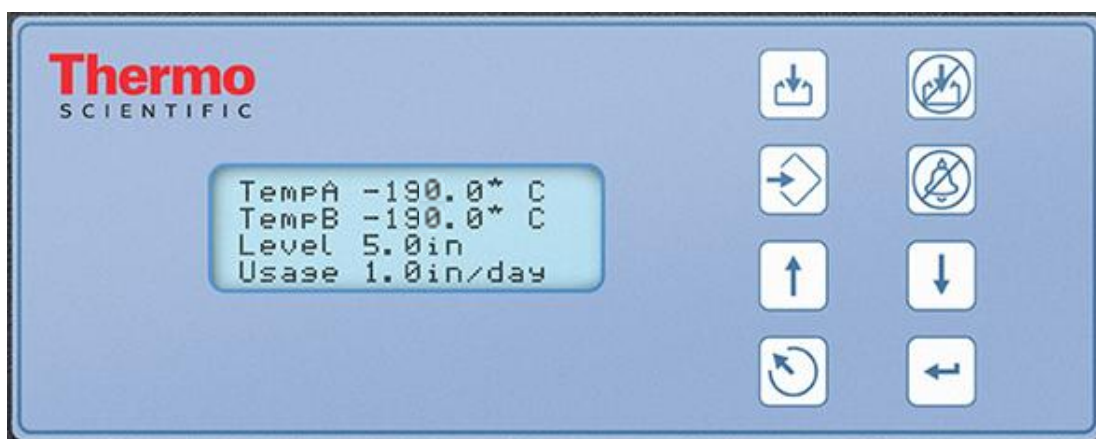 Thermo
SCIENTIFIC
TempA -190.0* C
TempB -190.0* C
Level 5.0in
Usage 1.0in/day